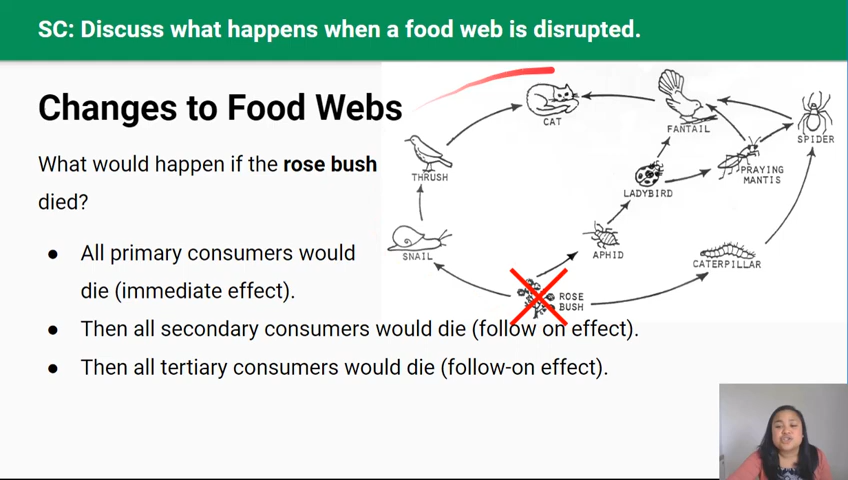 SC: Discuss what happens when a food web is disrupted.
Changes to Food Webs
What would happen if the rose bush
died?
● All primary consumers would
die (immediate effect).
● Then all secondary consumers would die (follow on effect).
● Then all tertiary consumers would die (follow-on effect).
CAT
FANTAIL
SPIDER
THRUSH
PRAYING
MANTIS
LADYBIRD
SNAIL
APHID
CATERPILLAR
ROSE
BUSH